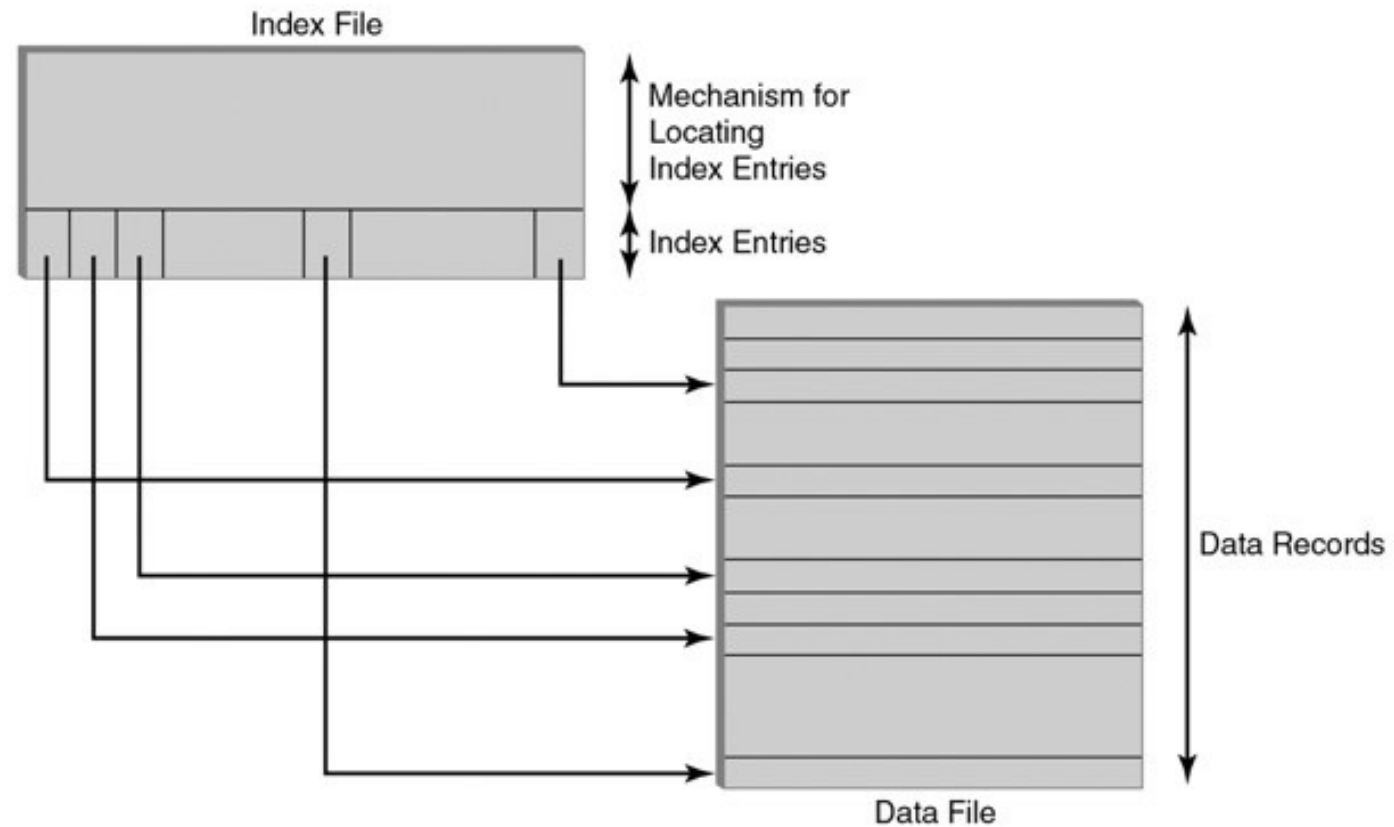 Index File
Mechanism for
Locating
Index Entries
Index Entries
Data Records
Data File